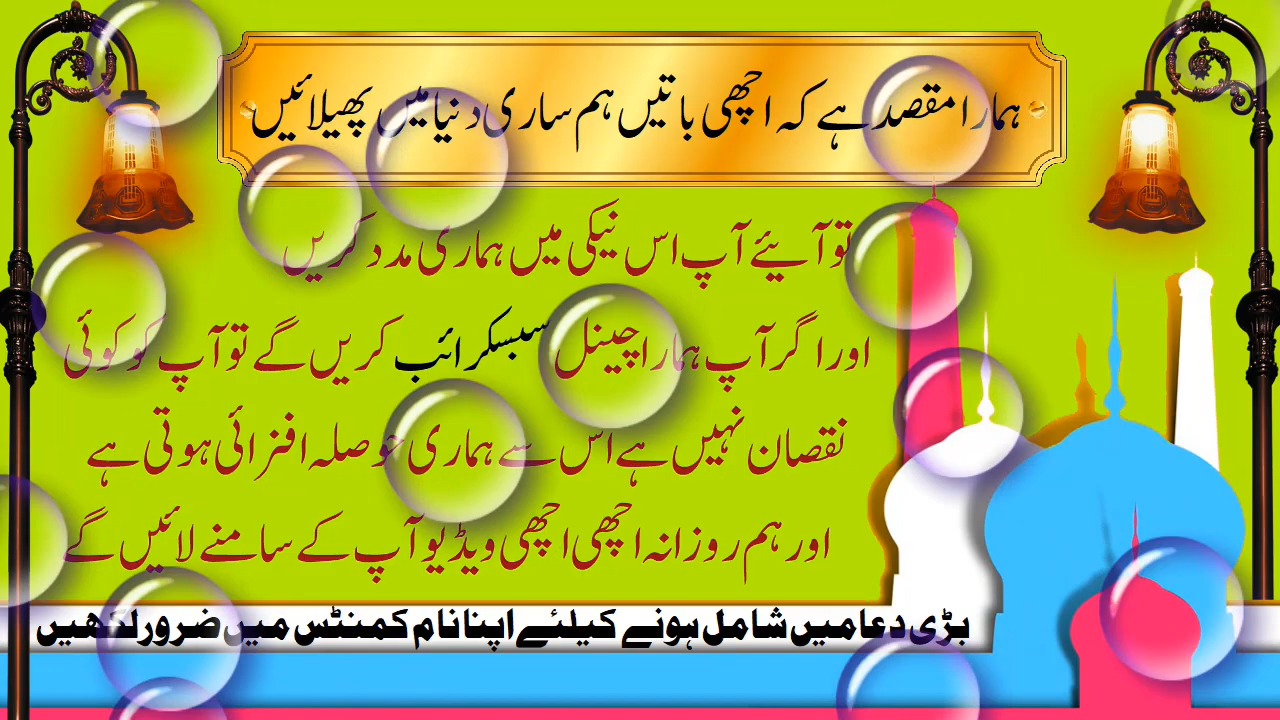 ہمارا مقصد ہے کہ اچھی باتیں ہم ساری دنیا میں پھیلائیں
تو آیئے آپ اس نیکی میں ہماری مدد کریں
اور اگر آپ ہمارا چینل سبسکرائب کریں گے تو آپ کو کوئی
نقصان نہیں ہے اس سے ہماری حوصلہ افزائی ہوتی ہے
اور ہم روزانہ اچھی اچھی ویڈیو آپ کے سامنے لائیں گے
بڑی دعا میں شامل ہونے کیلئے اپنا نام کمنٹس میں ضرور لکھیں